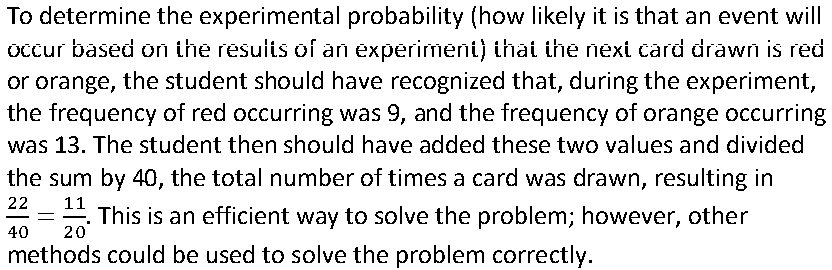 To determine the experimental probability (how likely it is that an event will
occur based on the results of an experiment) that the next card drawn is red
or orange, the student should have recognized that, during the experiment,
the frequency of red occurring was 9, and the frequency of orange occurring
was 13. The student then should have added these two values and divided
the sum by 40, the total number of times a card was drawn, resulting in
22/40 = 11/20. This is an efficient way to solve the problem; however, other
methods could be used to solve the problem correctly.